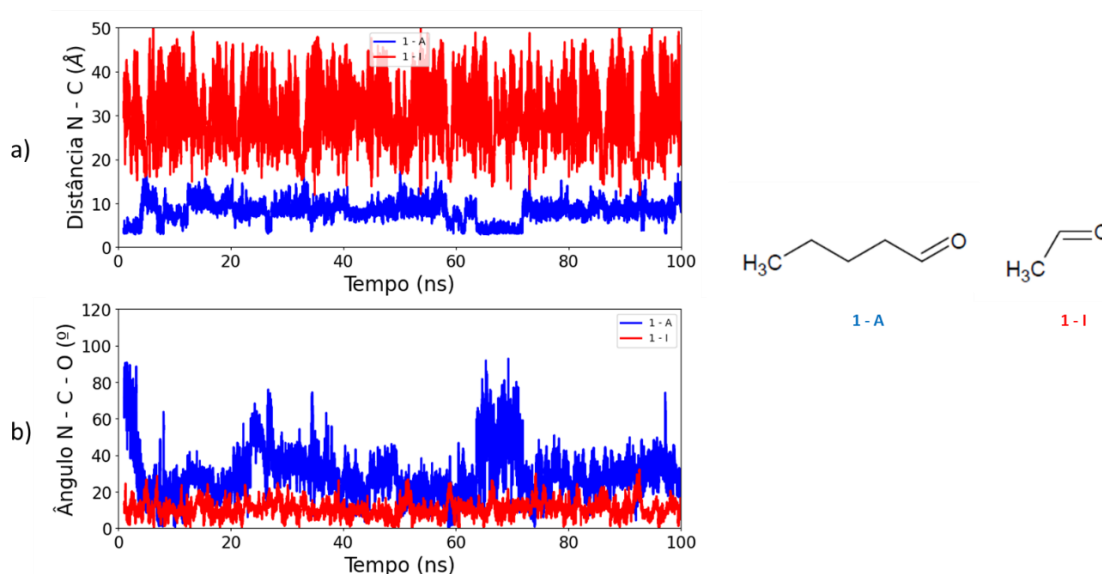 a)
Distância N - C (Å)
50
40
30
20
10
0
1 - A
1 - I
0 20 40 60 80 100
Tempo (ns)
b)
Ângulo N - C - O (º)
120
100
80
60
40
20
0
1 - A
1 - I
0 20 40 60 80 100
Tempo (ns)
H₃C
O
1 - A
H₃C
O
1 - I